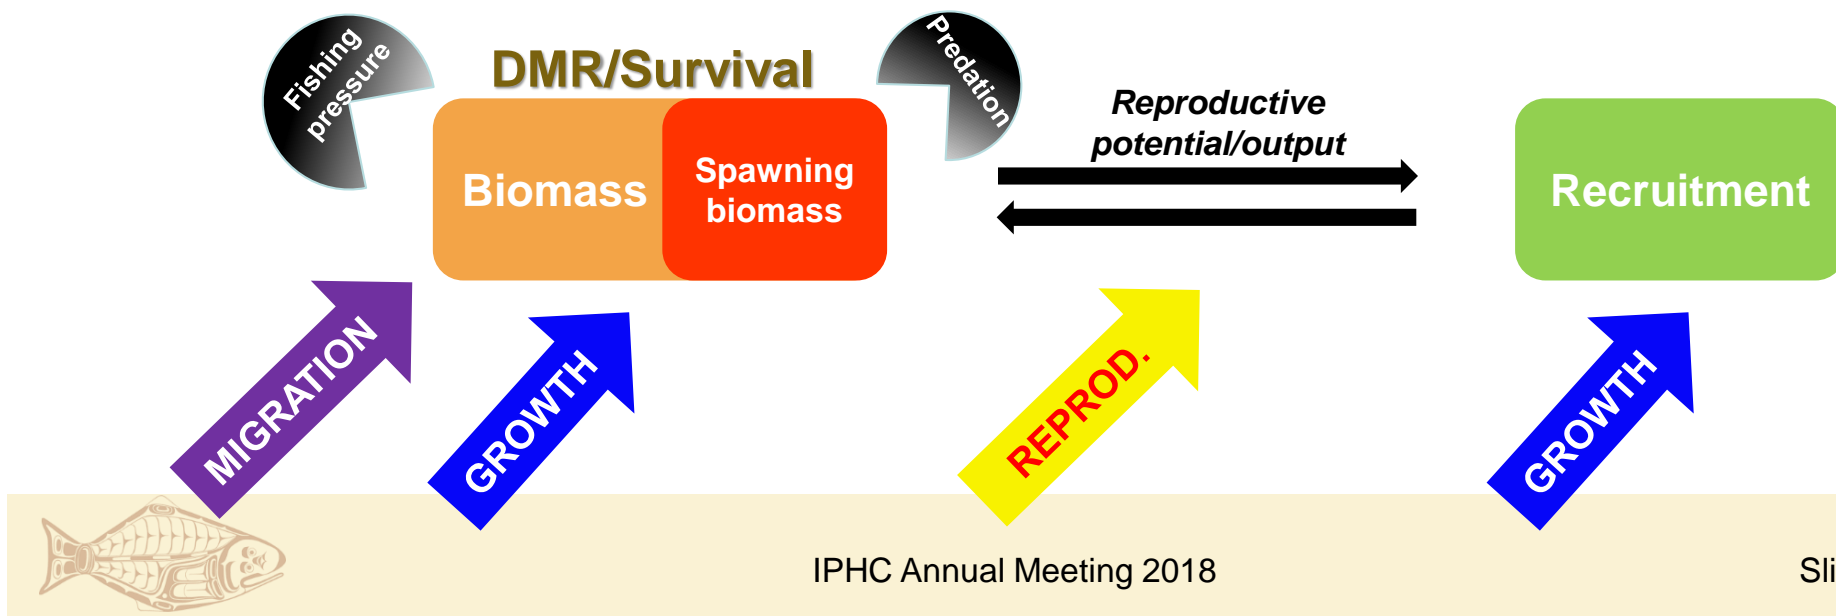 Fishing
pressure
DMR/Survival
Predation
Reproductive
potential/output
Biomass
Spawning
biomass
Recruitment
MIGRATION
GROWTH
REPROD.
GROWTH
IPHC Annual Meeting 2018
Sli